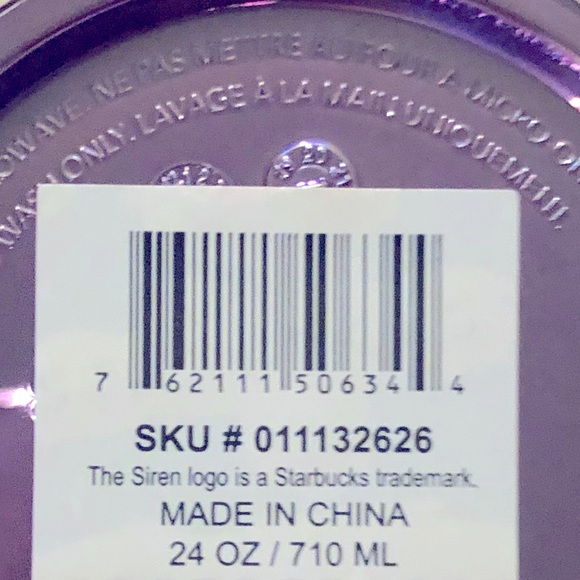 OWAVE. NE PAS METTRE AU FOUR À MICRO-O
WASH ONLY. LAVAGE À LA MAIN UNIQUEMENT.
7 62111 50634 4
SKU # 011132626
The Siren logo is a Starbucks trademark.
MADE IN CHINA
24 OZ / 710 ML